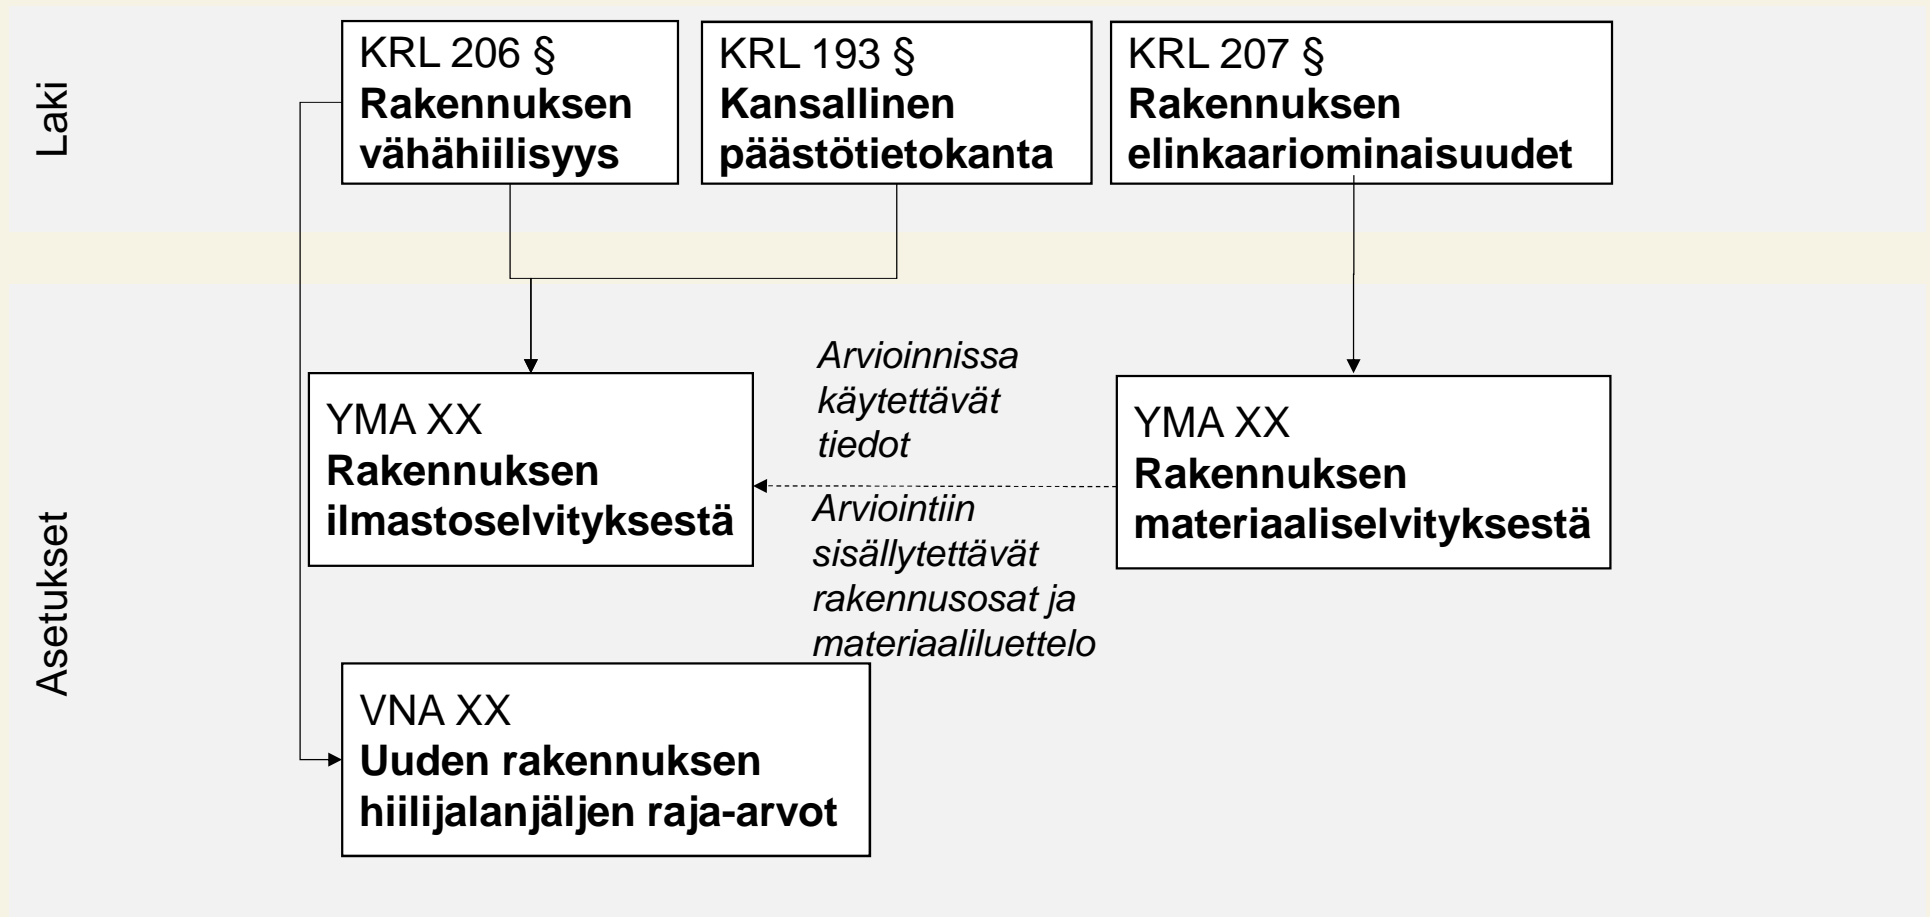 Laki
KRL 206 §
Rakennuksen
vähähiilisyys
KRL 193 §
Kansallinen
päästötietokanta
KRL 207 §
Rakennuksen
elinkaariominaisuudet
Asetukset
YMA XX
Rakennuksen
ilmastoselvityksestä
Arvioinnissa
käytettävät
tiedot
Arviointiin
sisällytettävät
rakennusosat ja
materiaaliluettelo
YMA XX
Rakennuksen
materiaaliselvityksestä
VNA XX
Uuden rakennuksen
hiilijalanjäljen raja-arvot